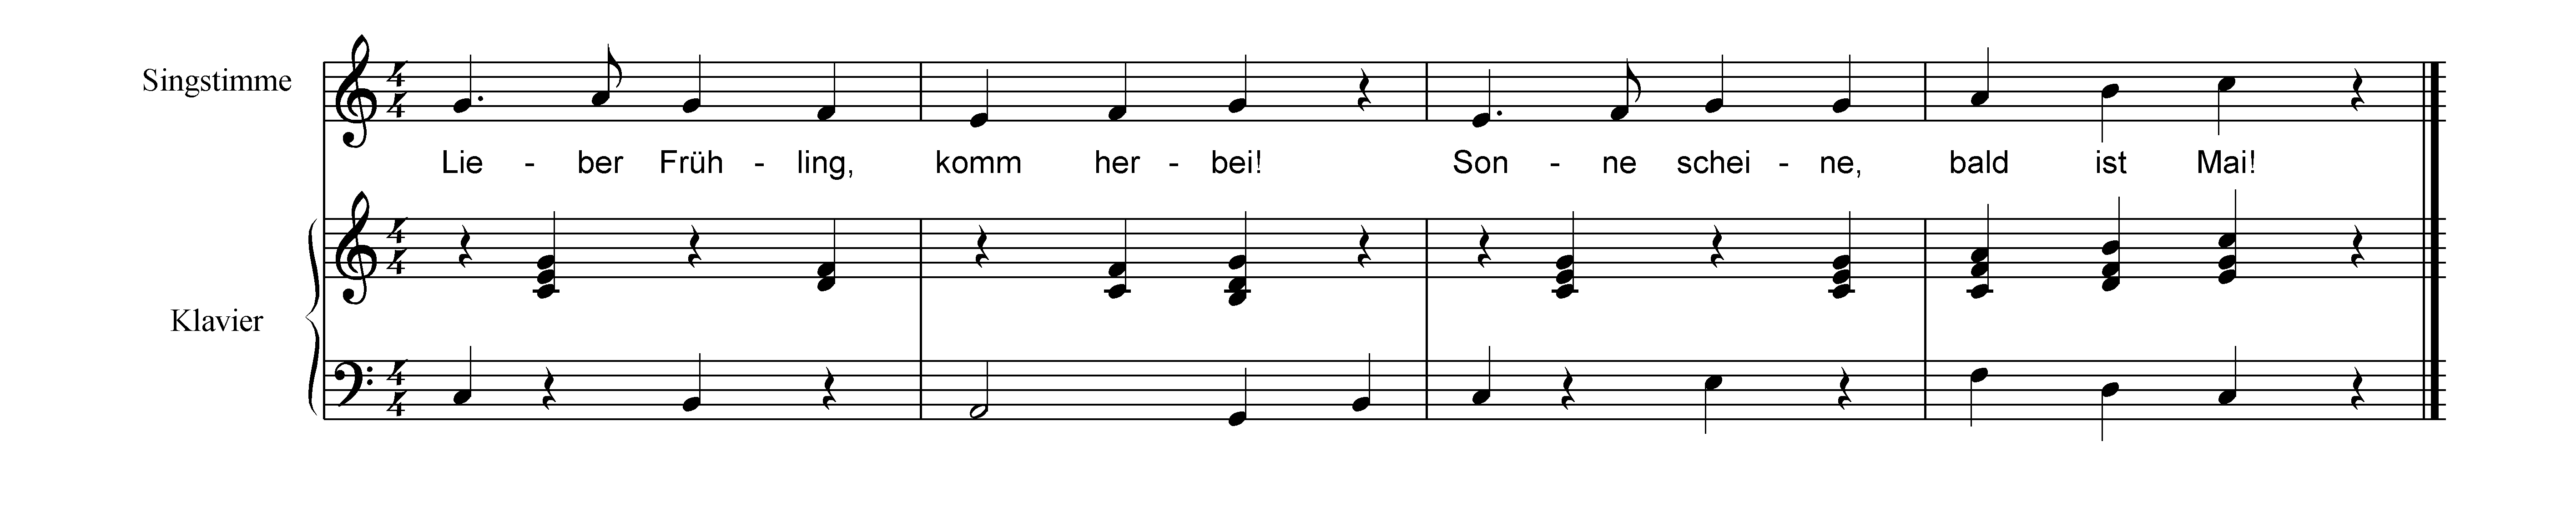 Singstimme
Lie - ber Früh - ling, komm her - bei! Son - ne schei - ne, bald ist Mai!
Klavier